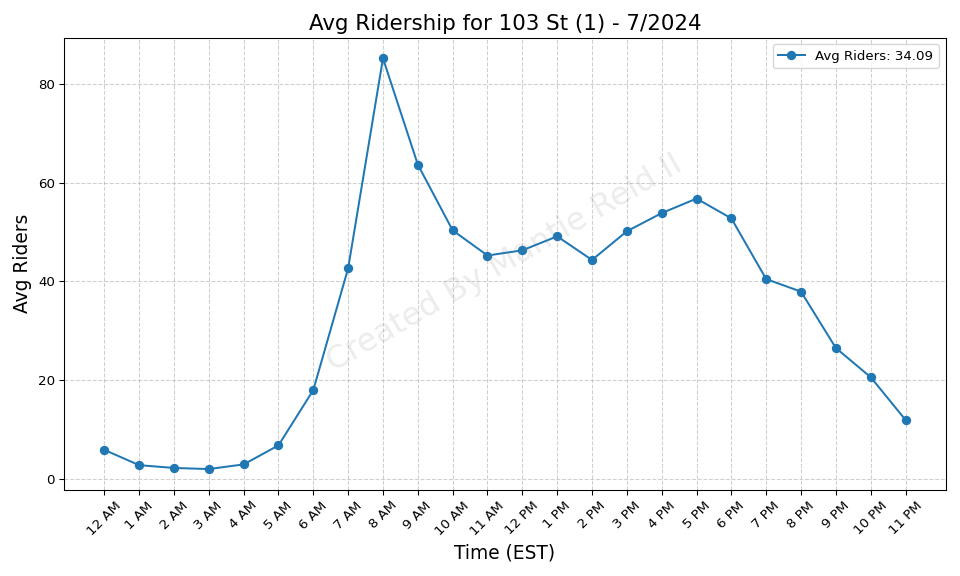 Avg Ridership for 103 St (1) - 7/2024
Avg Riders: 34.09
Avg Riders
80
60
40
20
0
Created By Mantie Reid II
12 AM
1 AM
2 AM
3 AM
4 AM
5 AM
6 AM
7 AM
8 AM
9 AM
10 AM
11 AM
12 PM
1 PM
2 PM
3 PM
4 PM
5 PM
6 PM
7 PM
8 PM
9 PM
10 PM
11 PM
Time (EST)